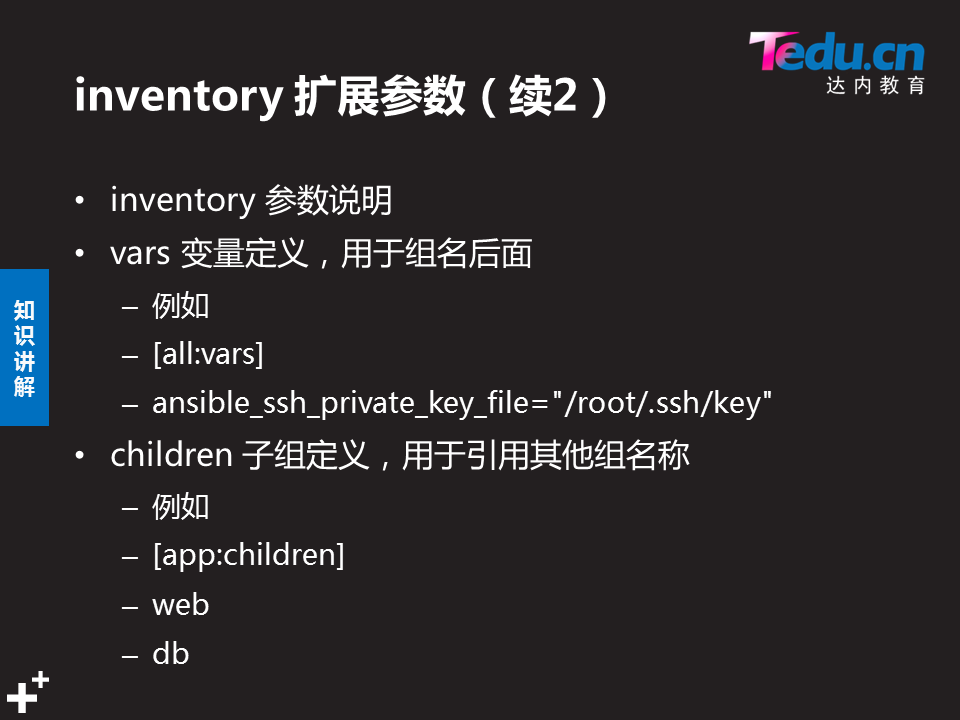 Tedu.cn
达内教育
inventory 扩展参数（续2）
• inventory 参数说明
• vars 变量定义，用于组名后面
– 例如
– [all:vars]
– ansible_ssh_private_key_file="/root/.ssh/key"
• children 子组定义，用于引用其他组名称
– 例如
– [app:children]
– web
– db
知
识
讲
解